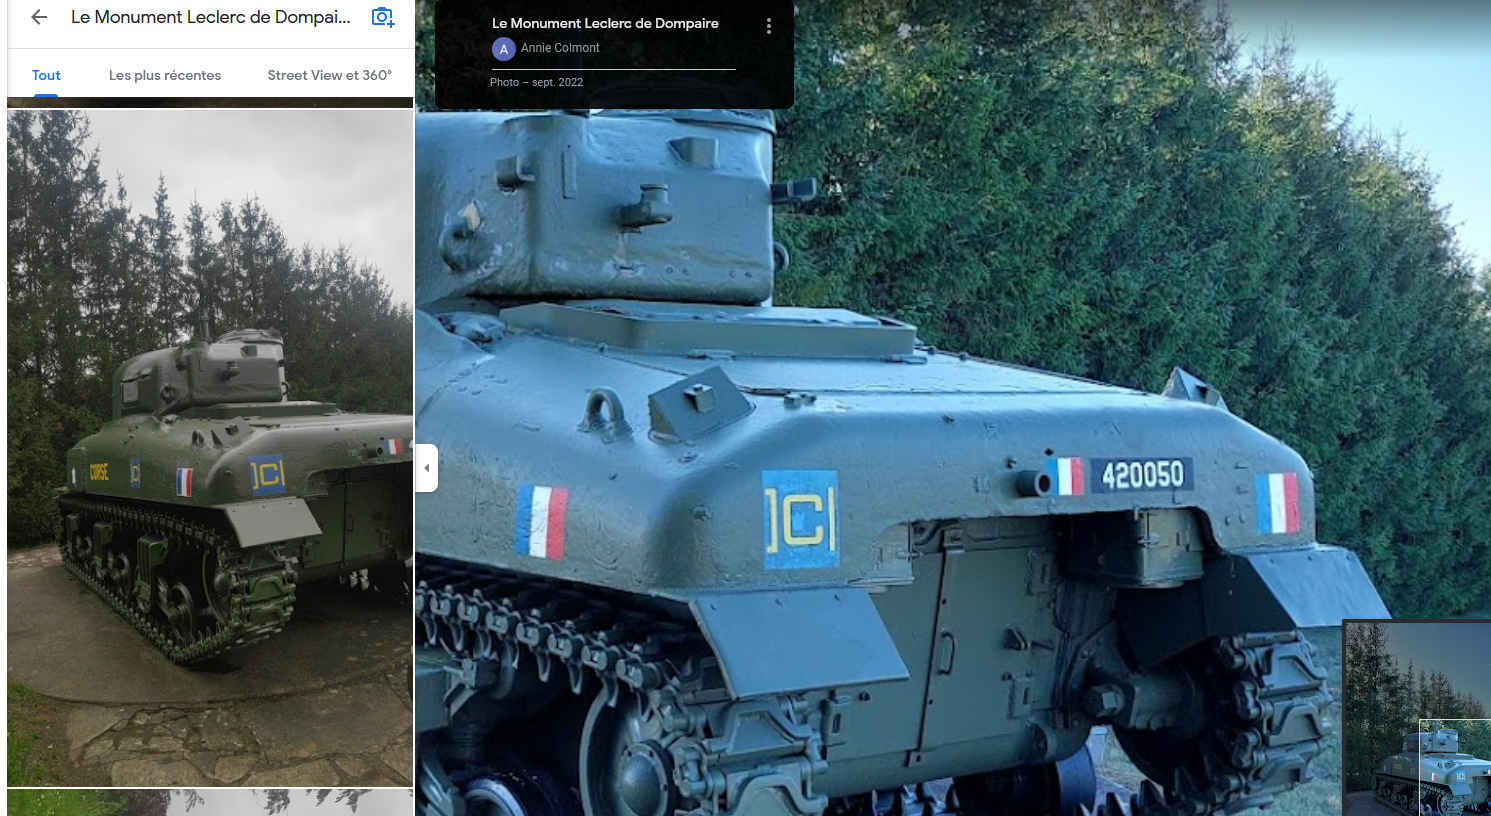 Le Monument Leclerc de Dompai...
Tout
Les plus récentes
Street View et 360°
CORSE
C
C
Le Monument Leclerc de Dompaire
A Annie Colmont
Photo – sept. 2022
C
420050